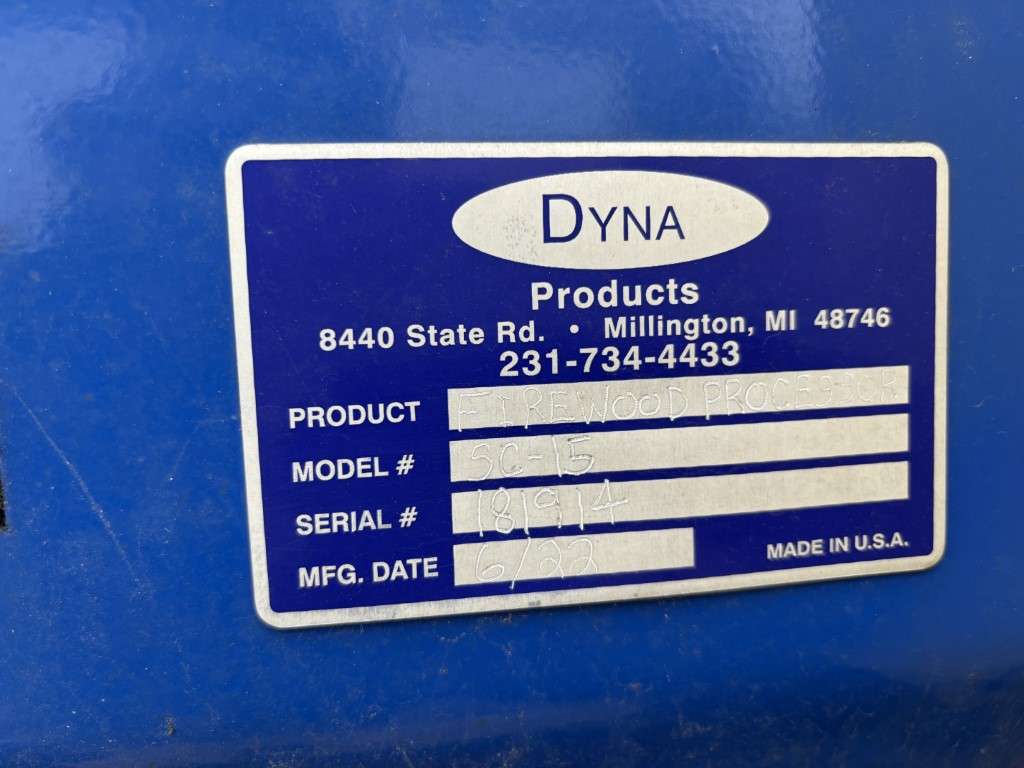 DYNA
Products
8440 State Rd. • Millington, MI 48746
231-734-4433
PRODUCT FIREWOOD PROCESSOR
MODEL # SC-15
SERIAL # 181914
MFG. DATE 6/22
MADE IN U.S.A.